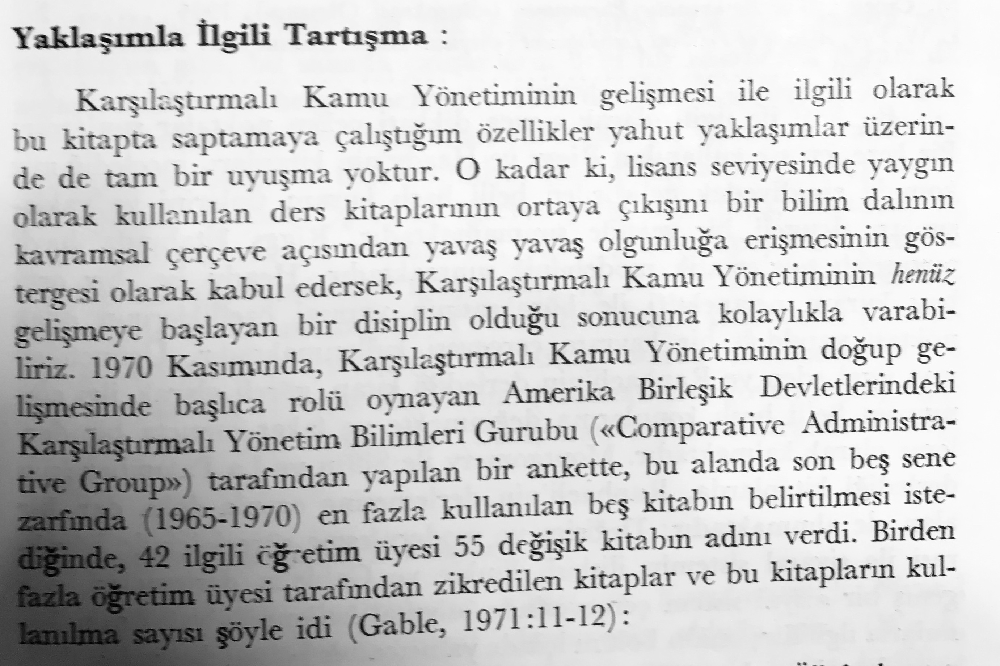 Yaklaşımla İlgili Tartışma :
Karşılaştırmalı Kamu Yönetiminin gelişmesi ile ilgili olarak
bu kitapta saptamaya çalıştığım özellikler yahut yaklaşımlar üzerin-
de de tam bir uyuşma yoktur. O kadar ki, lisans seviyesinde yaygın
olarak kullanılan ders kitaplarının ortaya çıkışını bir bilim dalının
kavramsal çerçeve açısından yavaş yavaş olgunluğa erişmesinin gös-
tergesi olarak kabul edersek, Karşılaştırmalı Kamu Yönetiminin henüz
gelişmeye başlayan bir disiplin olduğu sonucuna kolaylıkla varabi-
liriz. 1970 Kasımında, Karşılaştırmalı Kamu Yönetiminin doğup ge-
lişmesinde başlıca rolü oynayan Amerika Birleşik Devletlerindeki
Karşılaştırmalı Yönetim Bilimleri Gurubu («Comparative Administra-
tive Group») tarafından yapılan bir ankette, bu alanda son beş sene
zarfında (1965-1970) en fazla kullanılan beş kitabın belirtilmesi iste-
diğinde, 42 ilgili öğretim üyesi 55 değişik kitabın adını verdi. Birden
fazla öğretim üyesi tarafından zikredilen kitaplar ve bu kitapların kul-
lanılma sayısı şöyle idi (Gable, 1971:11-12):